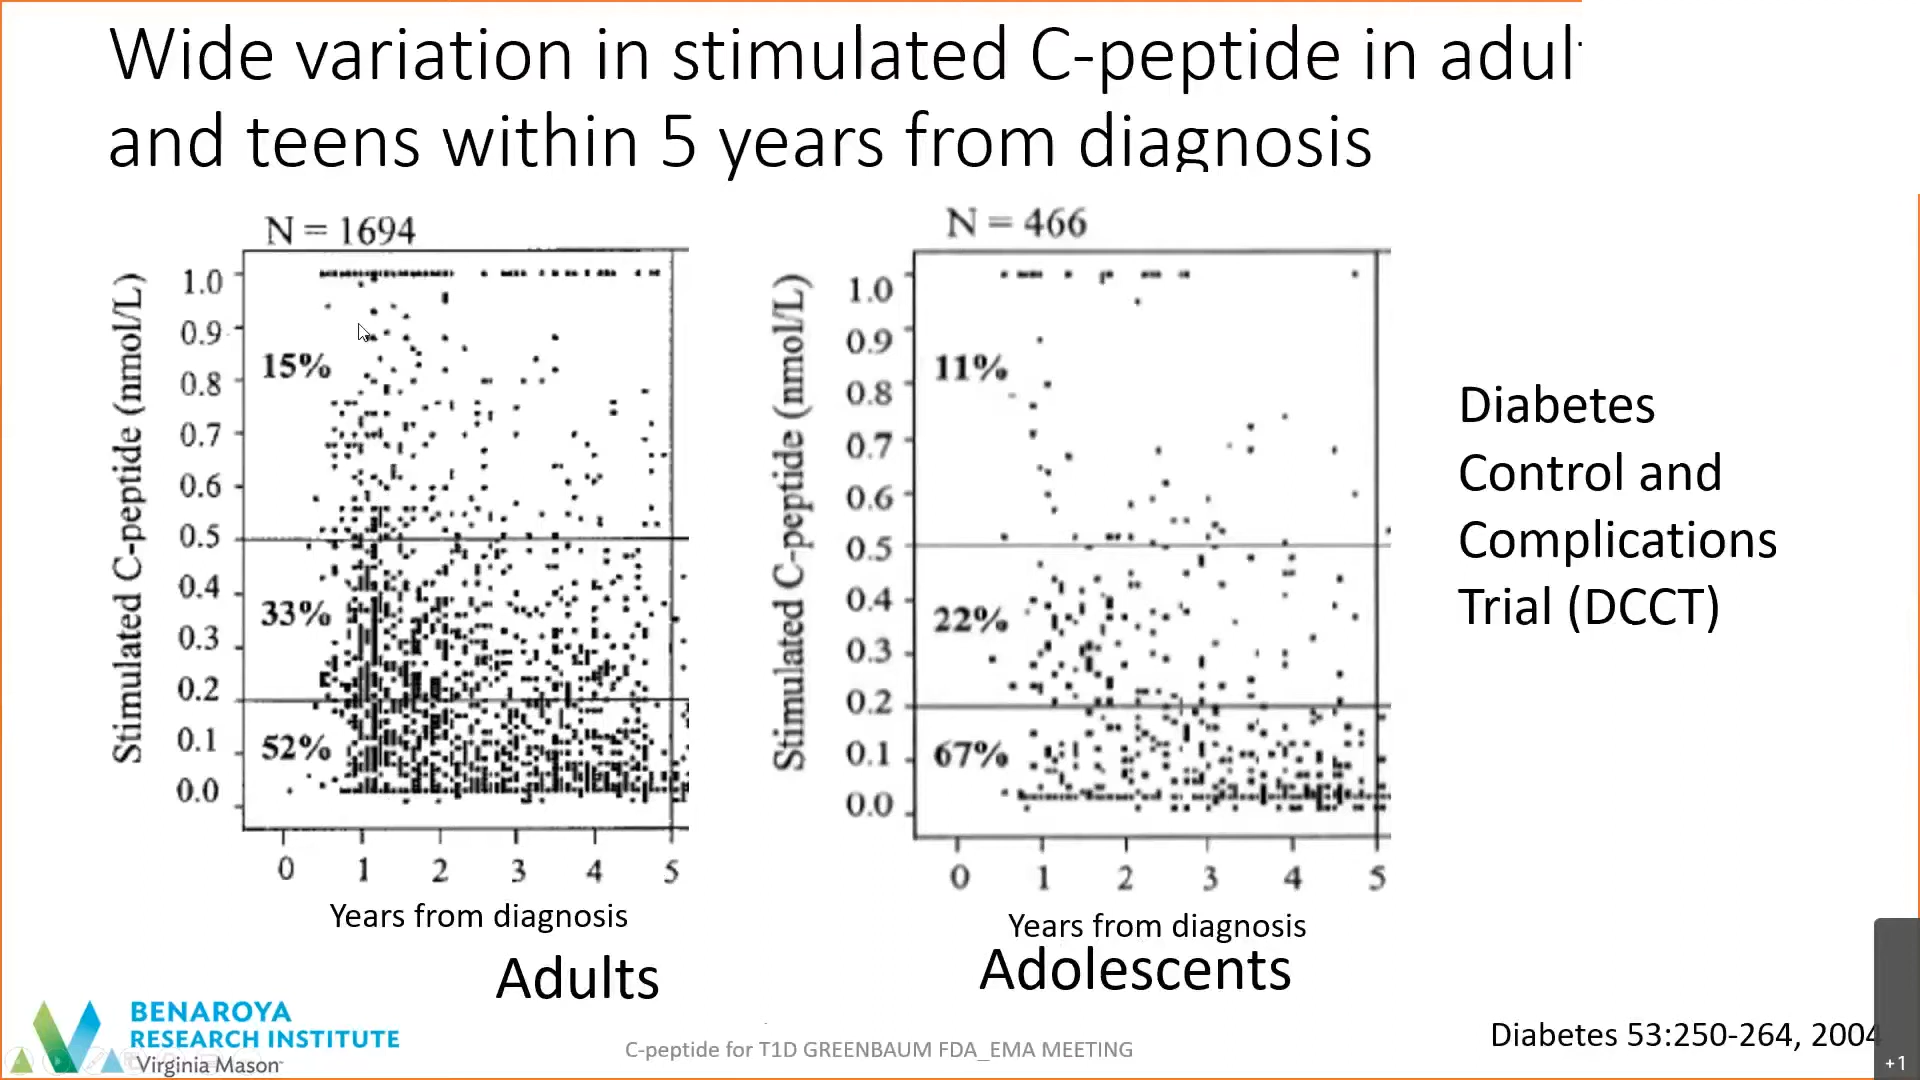 Wide variation in stimulated C-peptide in adul
and teens within 5 years from diagnosis
N = 1694
Stimulated C-peptide (nmol/L)
1.0
0.9
0.8
0.7
0.6
0.5
0.4
0.3
0.2
0.1
0.0
15%
33%
52%
0 1 2 3 4 5
Years from diagnosis
Adults
N = 466
Stimulated C-peptide (nmol/L)
1.0
0.9
0.8
0.7
0.6
0.5
0.4
0.3
0.2
0.1
0.0
11%
22%
67%
0 1 2 3 4 5
Years from diagnosis
Adolescents
Diabetes
Control and
Complications
Trial (DCCT)
BENAROYA
RESEARCH INSTITUTE
Virginia Mason
C-peptide for T1D GREENBAUM FDA_EMA MEETING
Diabetes 53:250-264, 2004
+1